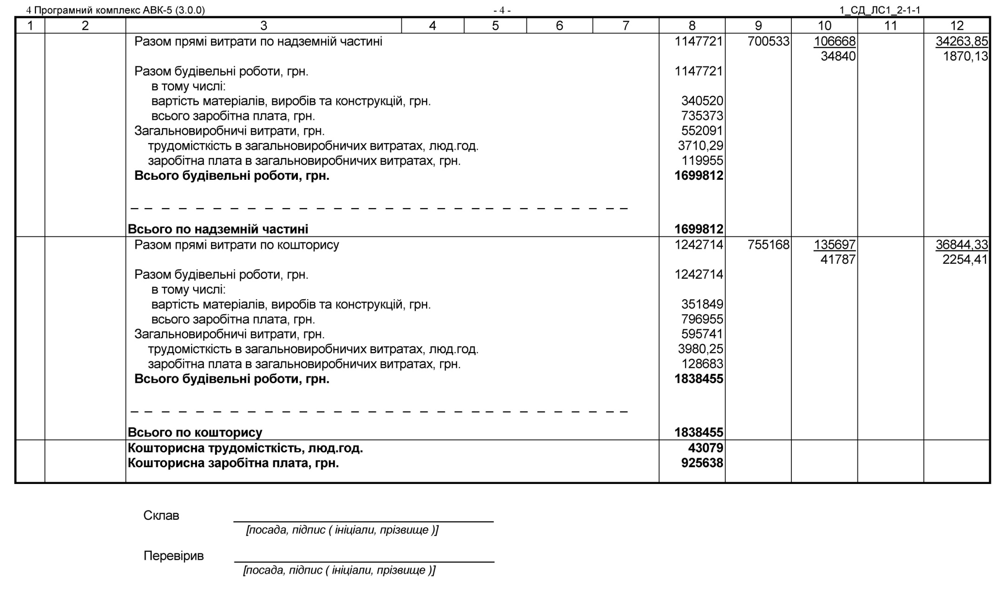 4 Програмний комплекс АВК-5 (3.0.0) - 4 - 1_СД_ЛС1_2-1-1
1 2 3 4 5 6 7 8 9 10 11 12
Разом прямі витрати по надземній частині 1147721 700533 106668 34263,85
34840 1870,13
Разом будівельні роботи, грн. 1147721
в тому числі:
вартість матеріалів, виробів та конструкцій, грн. 340520
всього заробітна плата, грн. 735373
Загальновиробничі витрати, грн. 552091
трудомісткість в загальновиробничих витратах, люд.год. 3710,29
заробітна плата в загальновиробничих витратах, грн. 119955
Всього будівельні роботи, грн. 1699812
Всього по надземній частині 1699812
Разом прямі витрати по кошторису 1242714 755168 135697 36844,33
41787 2254,41
Разом будівельні роботи, грн. 1242714
в тому числі:
вартість матеріалів, виробів та конструкцій, грн. 351849
всього заробітна плата, грн. 796955
Загальновиробничі витрати, грн. 595741
трудомісткість в загальновиробничих витратах, люд.год. 3980,25
заробітна плата в загальновиробничих витратах, грн. 128683
Всього будівельні роботи, грн. 1838455
Всього по кошторису 1838455
Кошторисна трудомісткість, люд.год. 43079
Кошторисна заробітна плата, грн. 925638
Склав
[посада, підпис ( ініціали, прізвище )]
Перевірив
[посада, підпис ( ініціали, прізвище )]